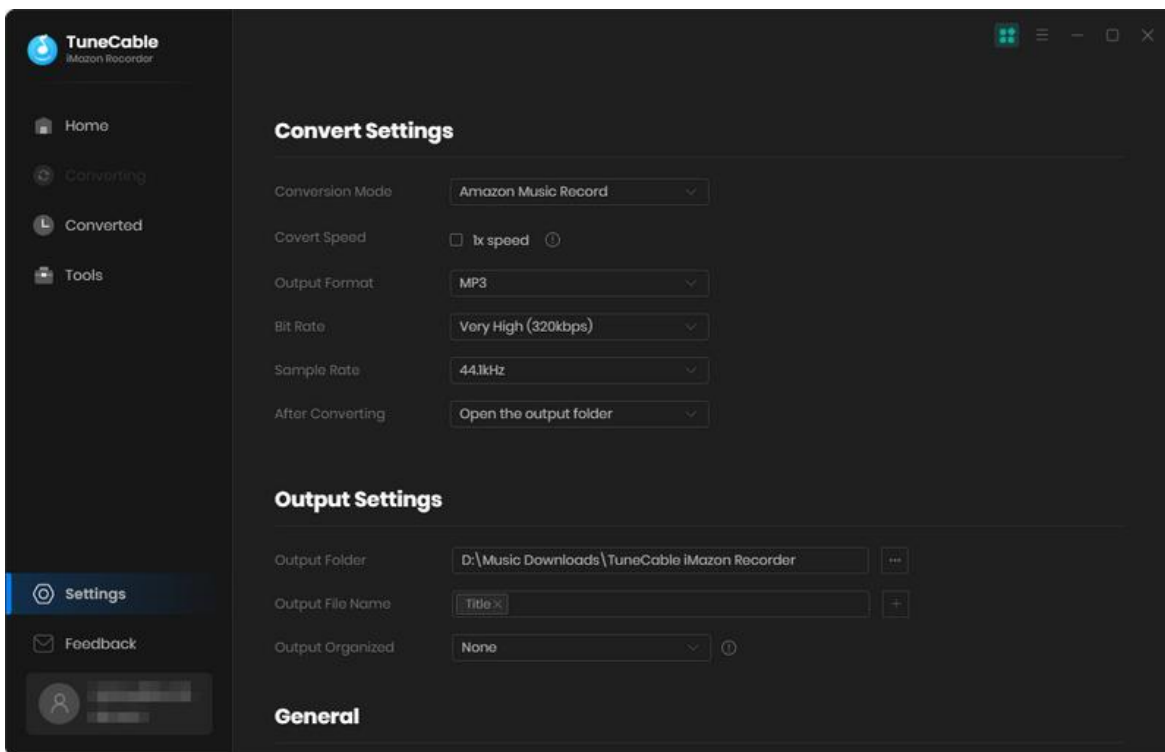 TuneCable
iMazon Recorder
Home
Converting
Converted
Tools
Settings
Feedback
Convert Settings
Conversion Mode Amazon Music Record
Covert Speed 1x speed
Output Format MP3
Bit Rate Very High (320kbps)
Sample Rate 44.1kHz
After Converting Open the output folder
Output Settings
Output Folder D:\Music Downloads\TuneCable iMazon Recorder
Output File Name Title
Output Organized None
General